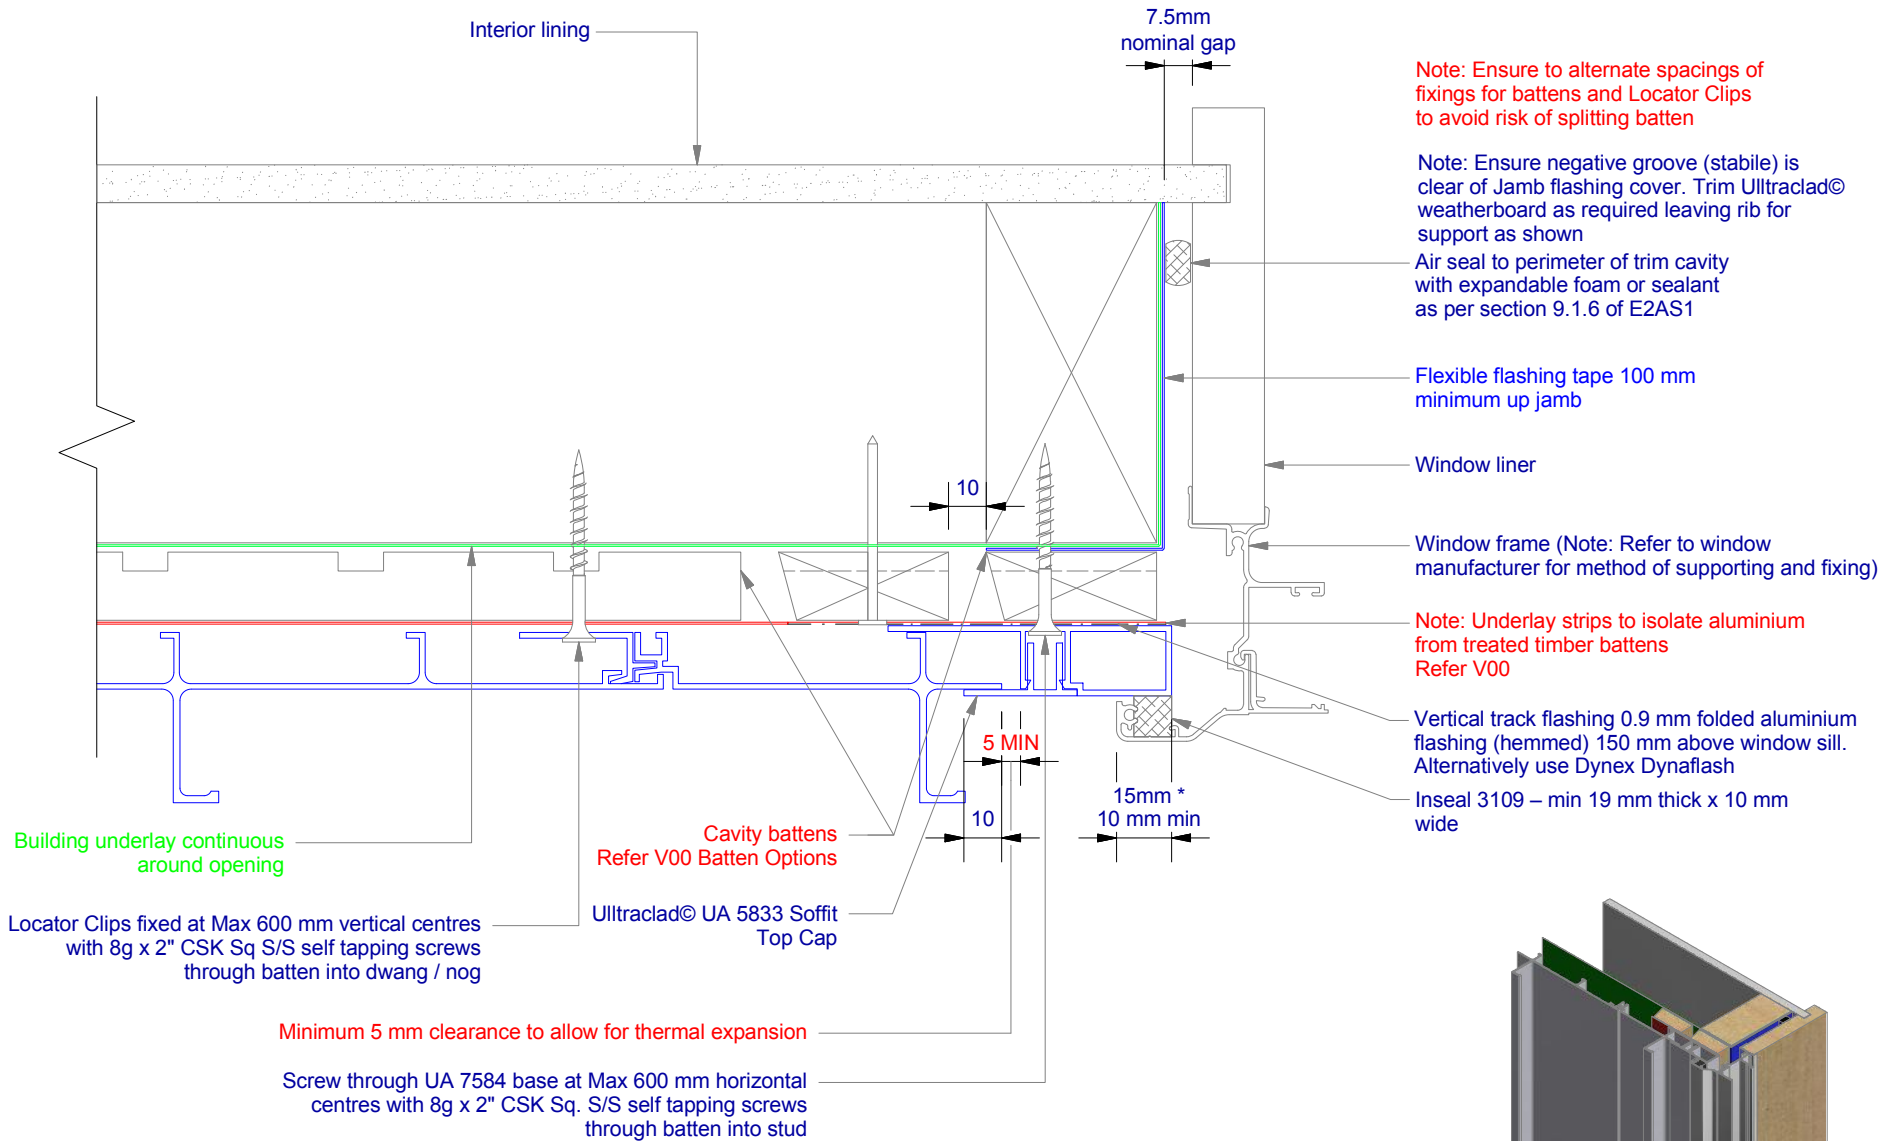 Interior lining
7.5mm
nominal gap
Note: Ensure to alternate spacings of
fixings for battens and Locator Clips
to avoid risk of splitting batten
Note: Ensure negative groove (stabile) is
clear of Jamb flashing cover. Trim Ulltraclad©
weatherboard as required leaving rib for
support as shown
Air seal to perimeter of trim cavity
with expandable foam or sealant
as per section 9.1.6 of E2AS1
Flexible flashing tape 100 mm
minimum up jamb
Window liner
10
Window frame (Note: Refer to window
manufacturer for method of supporting and fixing)
Note: Underlay strips to isolate aluminium
from treated timber battens
Refer V00
Vertical track flashing 0.9 mm folded aluminium
flashing (hemmed) 150 mm above window sill.
Alternatively use Dynex Dynaflash
Inseal 3109 – min 19 mm thick x 10 mm
wide
5 MIN
15mm *
10 mm min
10
Building underlay continuous
around opening
Cavity battens
Refer V00 Batten Options
Locator Clips fixed at Max 600 mm vertical centres
with 8g x 2" CSK Sq S/S self tapping screws
through batten into dwang / nog
Ulltraclad© UA 5833 Soffit
Top Cap
Minimum 5 mm clearance to allow for thermal expansion
Screw through UA 7584 base at Max 600 mm horizontal
centres with 8g x 2" CSK Sq. S/S self tapping screws
through batten into stud